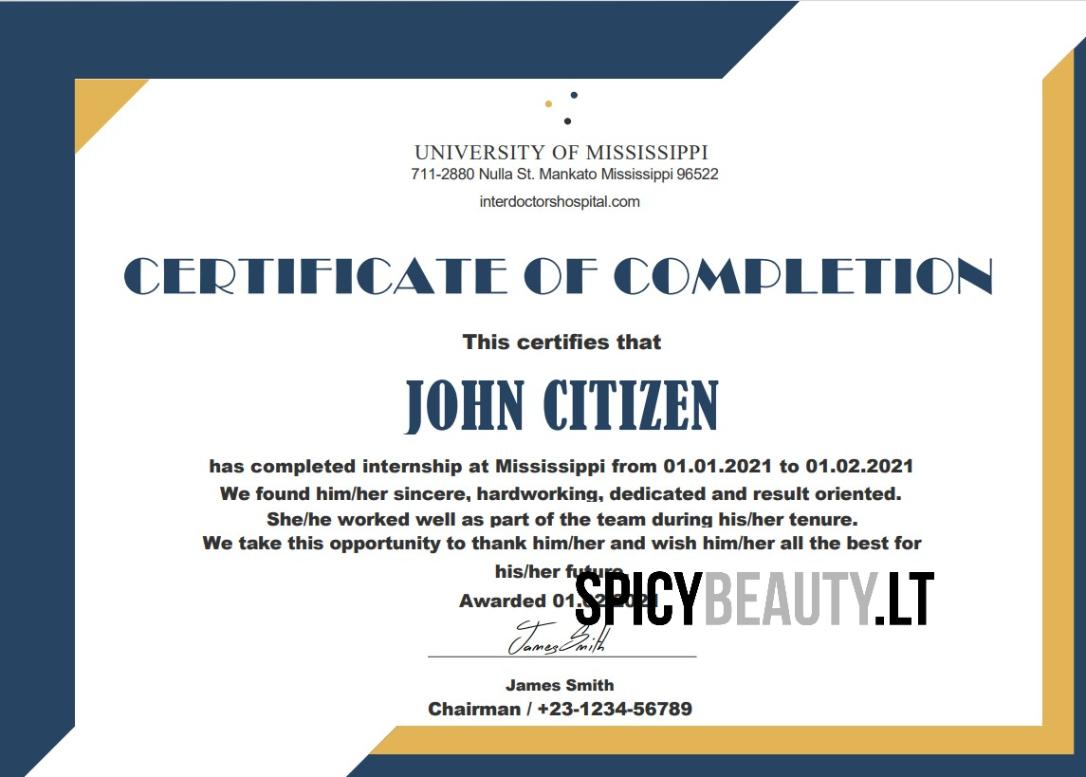 UNIVERSITY OF MISSISSIPPI
711-2880 Nulla St. Mankato Mississippi 96522
interdoctorshospital.com
CERTIFICATE OF COMPLETION
This certifies that
JOHN CITIZEN
has completed internship at Mississippi from 01.01.2021 to 01.02.2021
We found him/her sincere, hardworking, dedicated and result oriented.
She/he worked well as part of the team during his/her tenure.
We take this opportunity to thank him/her and wish him/her all the best for
his/her future
SPICYBEAUTY.LT
Awarded 01.02.2021
James Smith
James Smith
Chairman / +23-1234-56789